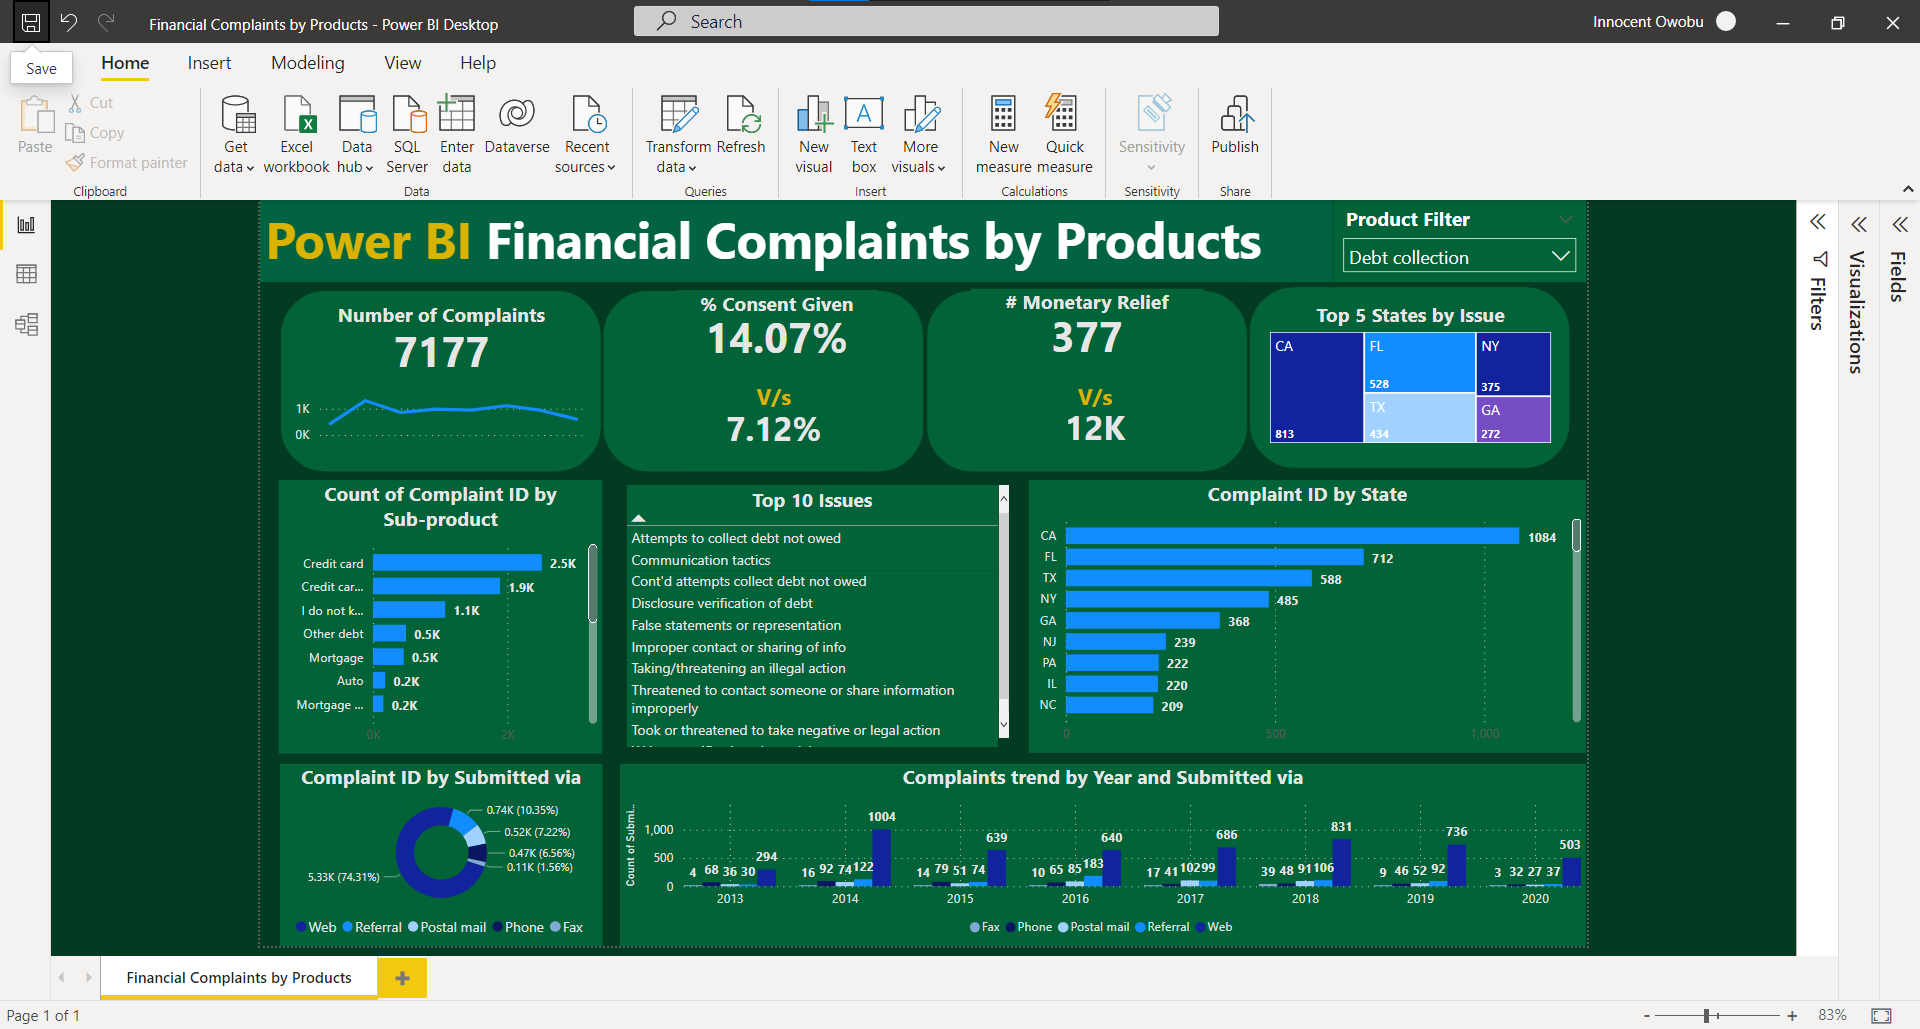 Financial Complaints by Products - Power BI Desktop
Search
Innocent Owobu
Save
Home Insert Modeling View Help
Paste
Cut
Copy
Format painter
Clipboard
Get data
Excel workbook
Data hub
SQL Server
Enter data
Dataverse
Recent sources
Data
Transform data
Refresh
Queries
New visual
Text box
More visuals
Insert
New measure
Quick measure
Calculations
Sensitivity
Sensitivity
Publish
Share
Power BI Financial Complaints by Products
Product Filter
Debt collection
Filters
Visualizations
Fields
Number of Complaints
7177
1K
0K
% Consent Given
14.07%
V/s
7.12%
# Monetary Relief
377
V/s
12K
Top 5 States by Issue
CA
813
FL
528
TX
434
NY
375
GA
272
Count of Complaint ID by
Sub-product
Credit card 2.5K
Credit car... 1.9K
I do not k... 1.1K
Other debt 0.5K
Mortgage 0.5K
Auto 0.2K
Mortgage ... 0.2K
0K 2K
Top 10 Issues
Attempts to collect debt not owed
Communication tactics
Cont'd attempts collect debt not owed
Disclosure verification of debt
False statements or representation
Improper contact or sharing of info
Taking/threatening an illegal action
Threatened to contact someone or share information
improperly
Took or threatened to take negative or legal action
Complaint ID by State
CA 1084
FL 712
TX 588
NY 485
GA 368
NJ 239
PA 222
IL 220
NC 209
0 500 1,000
Complaint ID by Submitted via
0.74K (10.35%)
0.52K (7.22%)
0.47K (6.56%)
0.11K (1.56%)
5.33K (74.31%)
Web Referral Postal mail Phone Fax
Complaints trend by Year and Submitted via
Count of Submi...
1,000
500
0
4 68 36 30 294
16 92 74 122 1004
14 79 51 74 639
10 65 85 183 640
17 41 102 99 686
39 48 91 106 831
9 46 52 92 736
3 32 27 37 503
2013 2014 2015 2016 2017 2018 2019 2020
Fax Phone Postal mail Referral Web
Financial Complaints by Products
Page 1 of 1
- + 83%